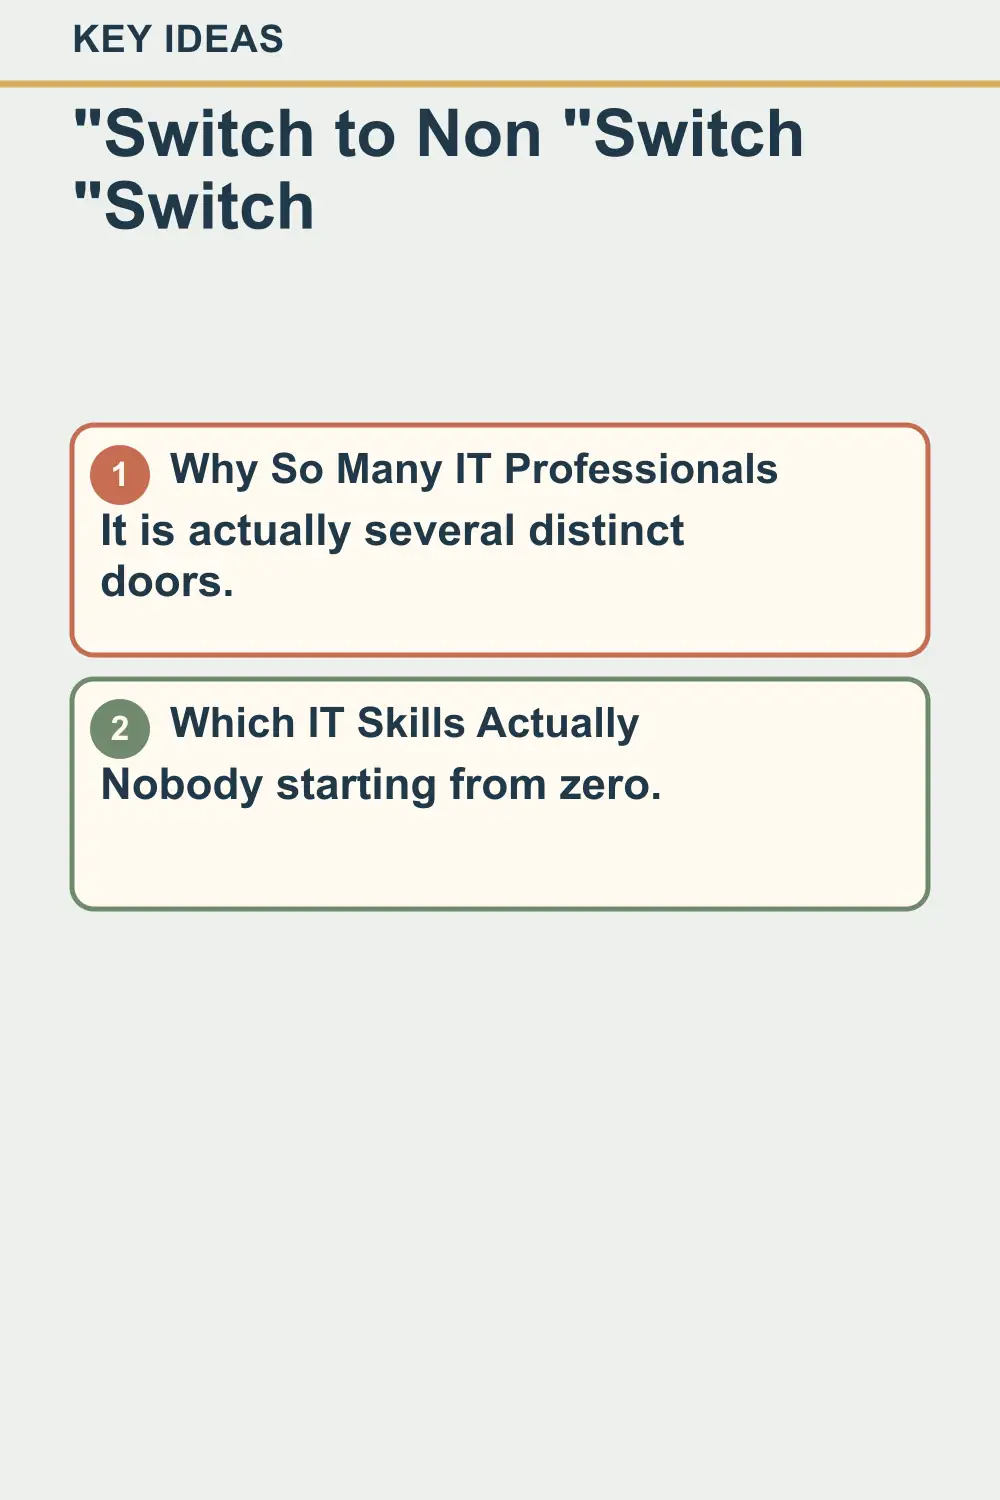 KEY IDEAS
"Switch to Non "Switch
"Switch
1 Why So Many IT Professionals
It is actually several distinct
doors.
2 Which IT Skills Actually
Nobody starting from zero.